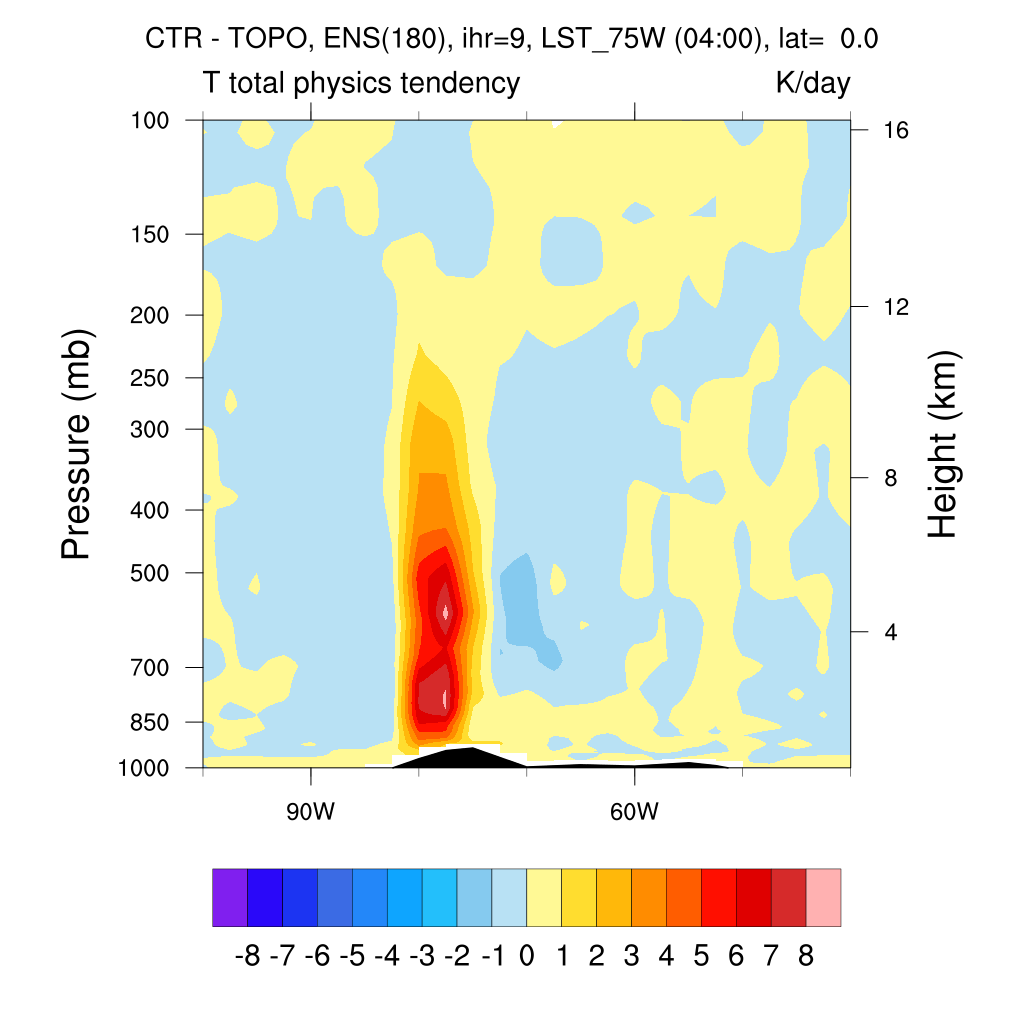 CTR - TOPO, ENS(180), ihr=9, LST_75W (04:00), lat=  0.0
T total physics tendency K/day
100
150
200
250
300
400
500
700
850
1000
Pressure (mb)
16
12
8
4
Height (km)
90W 60W
-8 -7 -6 -5 -4 -3 -2 -1 0 1 2 3 4 5 6 7 8